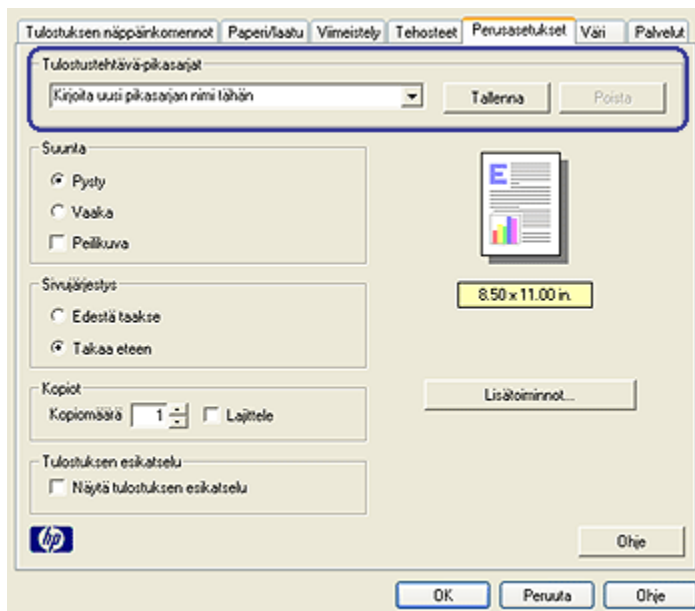 Tulostuksen näppäinkomennot Paperi/laatu Viimeistely Tehosteet Perusasetukset Väri Palvelut
Tulostustehtävä-pikasarjat
Kirjoita uusi pikasarjan nimi tähän Tallenna Poista
Suunta
Pysty
Vaaka
Peilikuva
E
8.50 x 11.00 in.
Sivujärjestys
Edestä taakse
Takaa eteen
Kopiot
Kopiomäärä 1 Lajittele
Lisätoiminnot...
Tulostuksen esikatselu
Näytä tulostuksen esikatselu
hp
Ohje
OK Peruuta Ohje